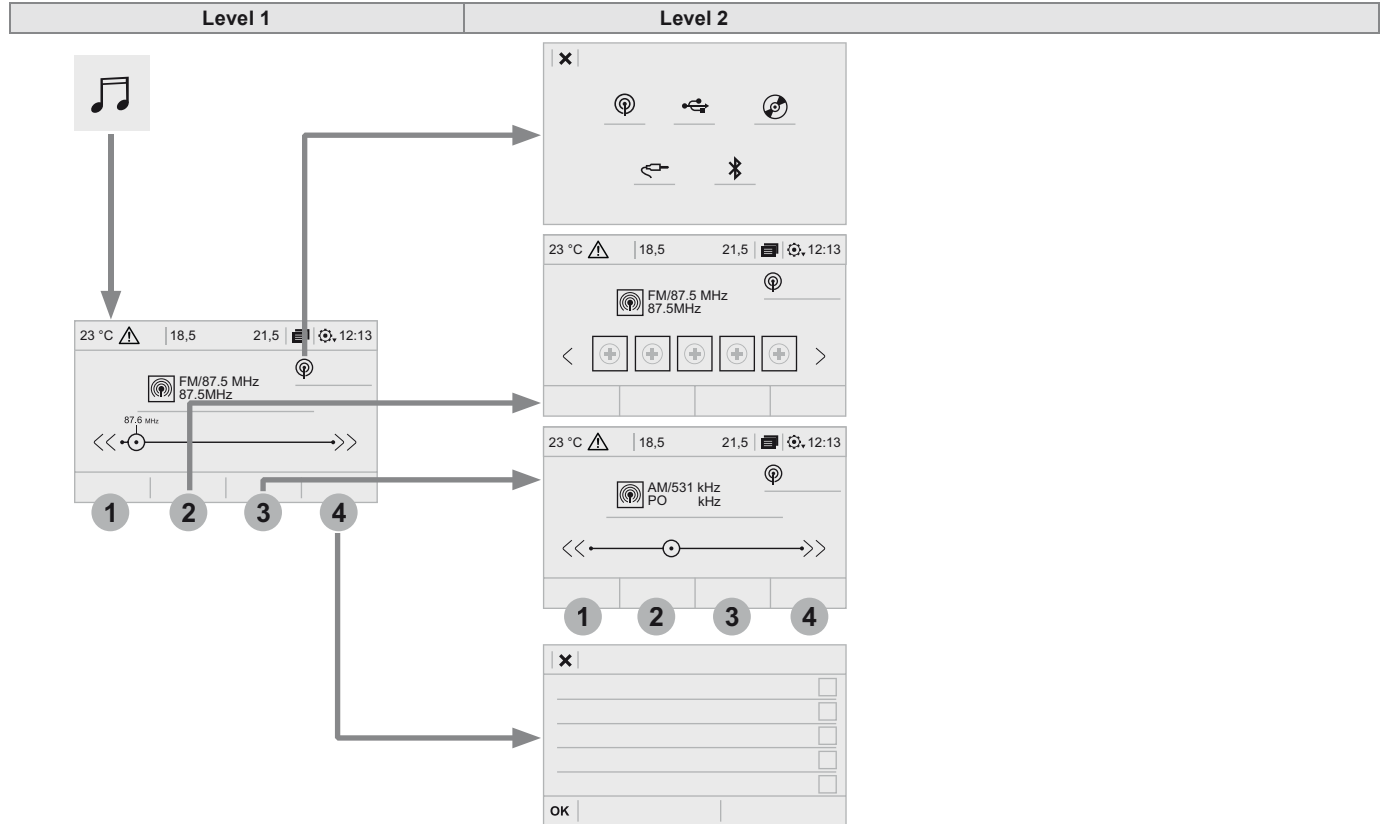 Level 1 Level 2
23 °C 18,5 21,5 12:13
FM/87.5 MHz
87.5MHz
87.6 MHz
1 2 3 4
23 °C 18,5 21,5 12:13
FM/87.5 MHz
87.5MHz
23 °C 18,5 21,5 12:13
AM/531 kHz
PO kHz
1 2 3 4
OK